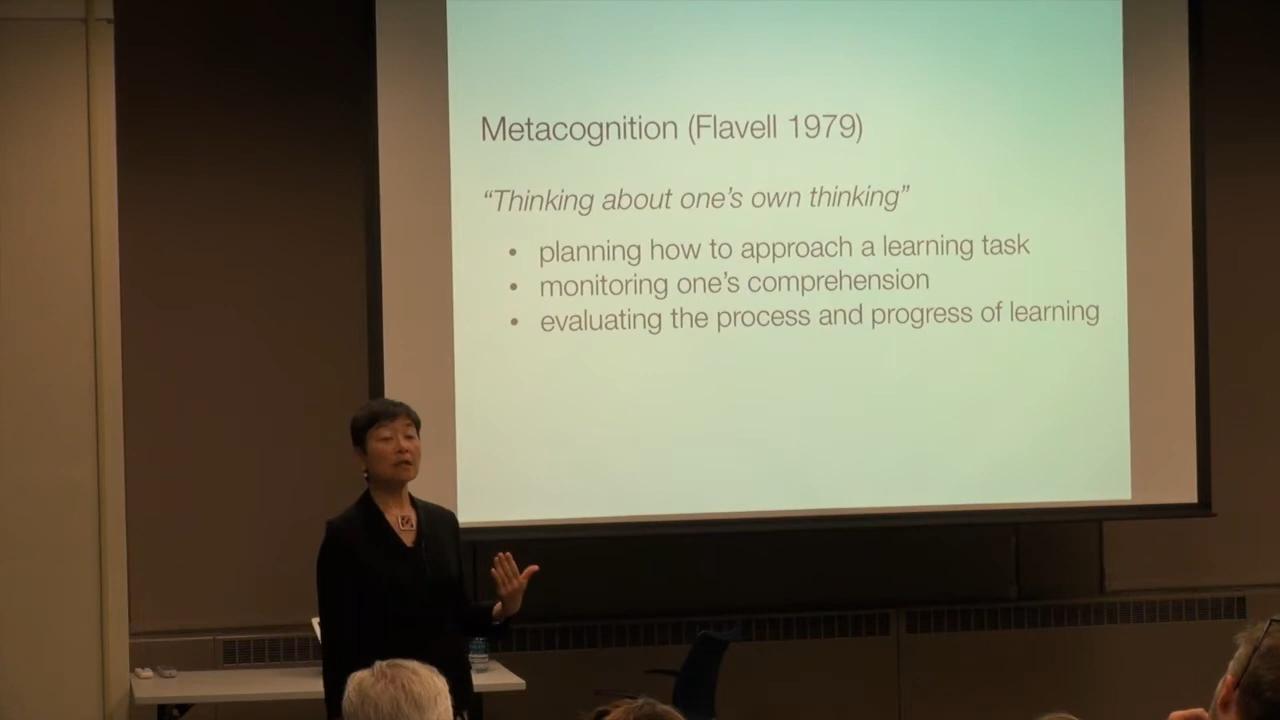 Metacognition (Flavell 1979)
“Thinking about one’s own thinking”
• planning how to approach a learning task
• monitoring one’s comprehension
• evaluating the process and progress of learning